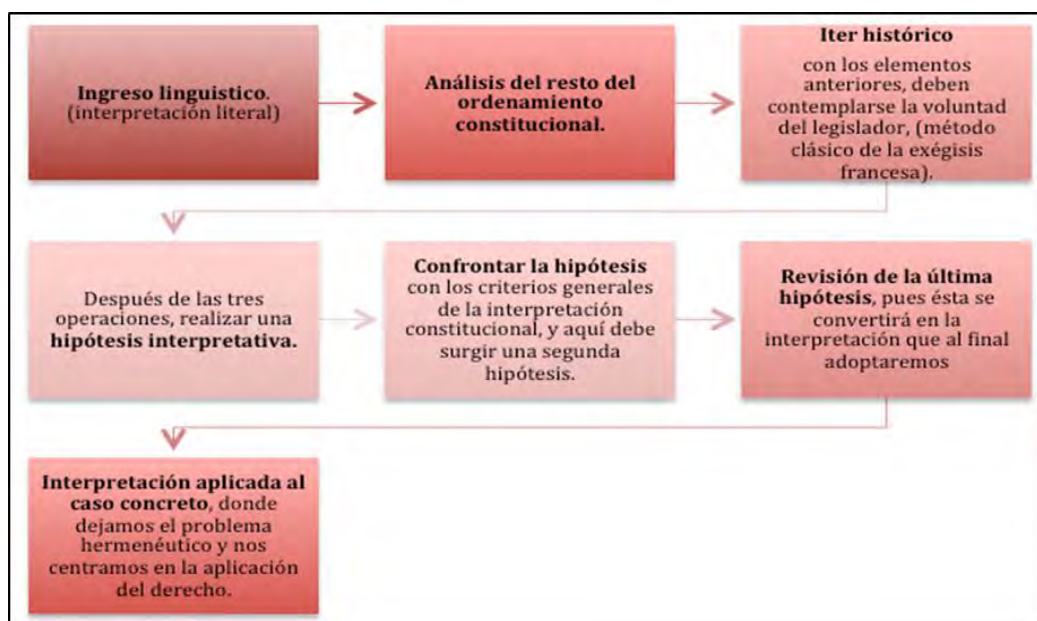 Ingreso linguistico.
(interpretación literal)
Análisis del resto del
ordenamiento
constitucional.
Iter histórico
con los elementos
anteriores, deben
contemplarse la voluntad
del legislador, (método
clásico de la exégisis
francesa).
Después de las tres
operaciones, realizar una
hipótesis interpretativa.
Confrontar la hipótesis
con los criterios generales
de la interpretación
constitucional, y aquí debe
surgir una segunda
hipótesis.
Revisión de la última
hipótesis, pues ésta se
convertirá en la
interpretación que al final
adoptaremos
Interpretación aplicada al
caso concreto, donde
dejamos el problema
hermenéutico y nos
centramos en la aplicación
del derecho.